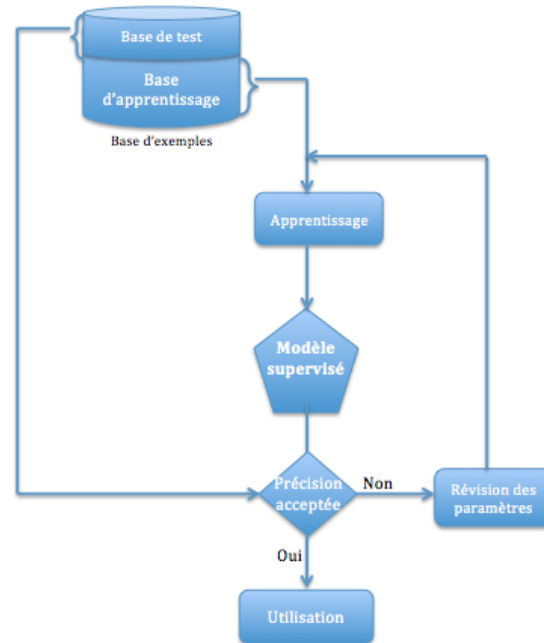 Base de test
Base
d'apprentissage
Base d'exemples
Apprentissage
Modèle
supervisé
Précision
acceptée
Non
Révision des
paramètres
Oui
Utilisation